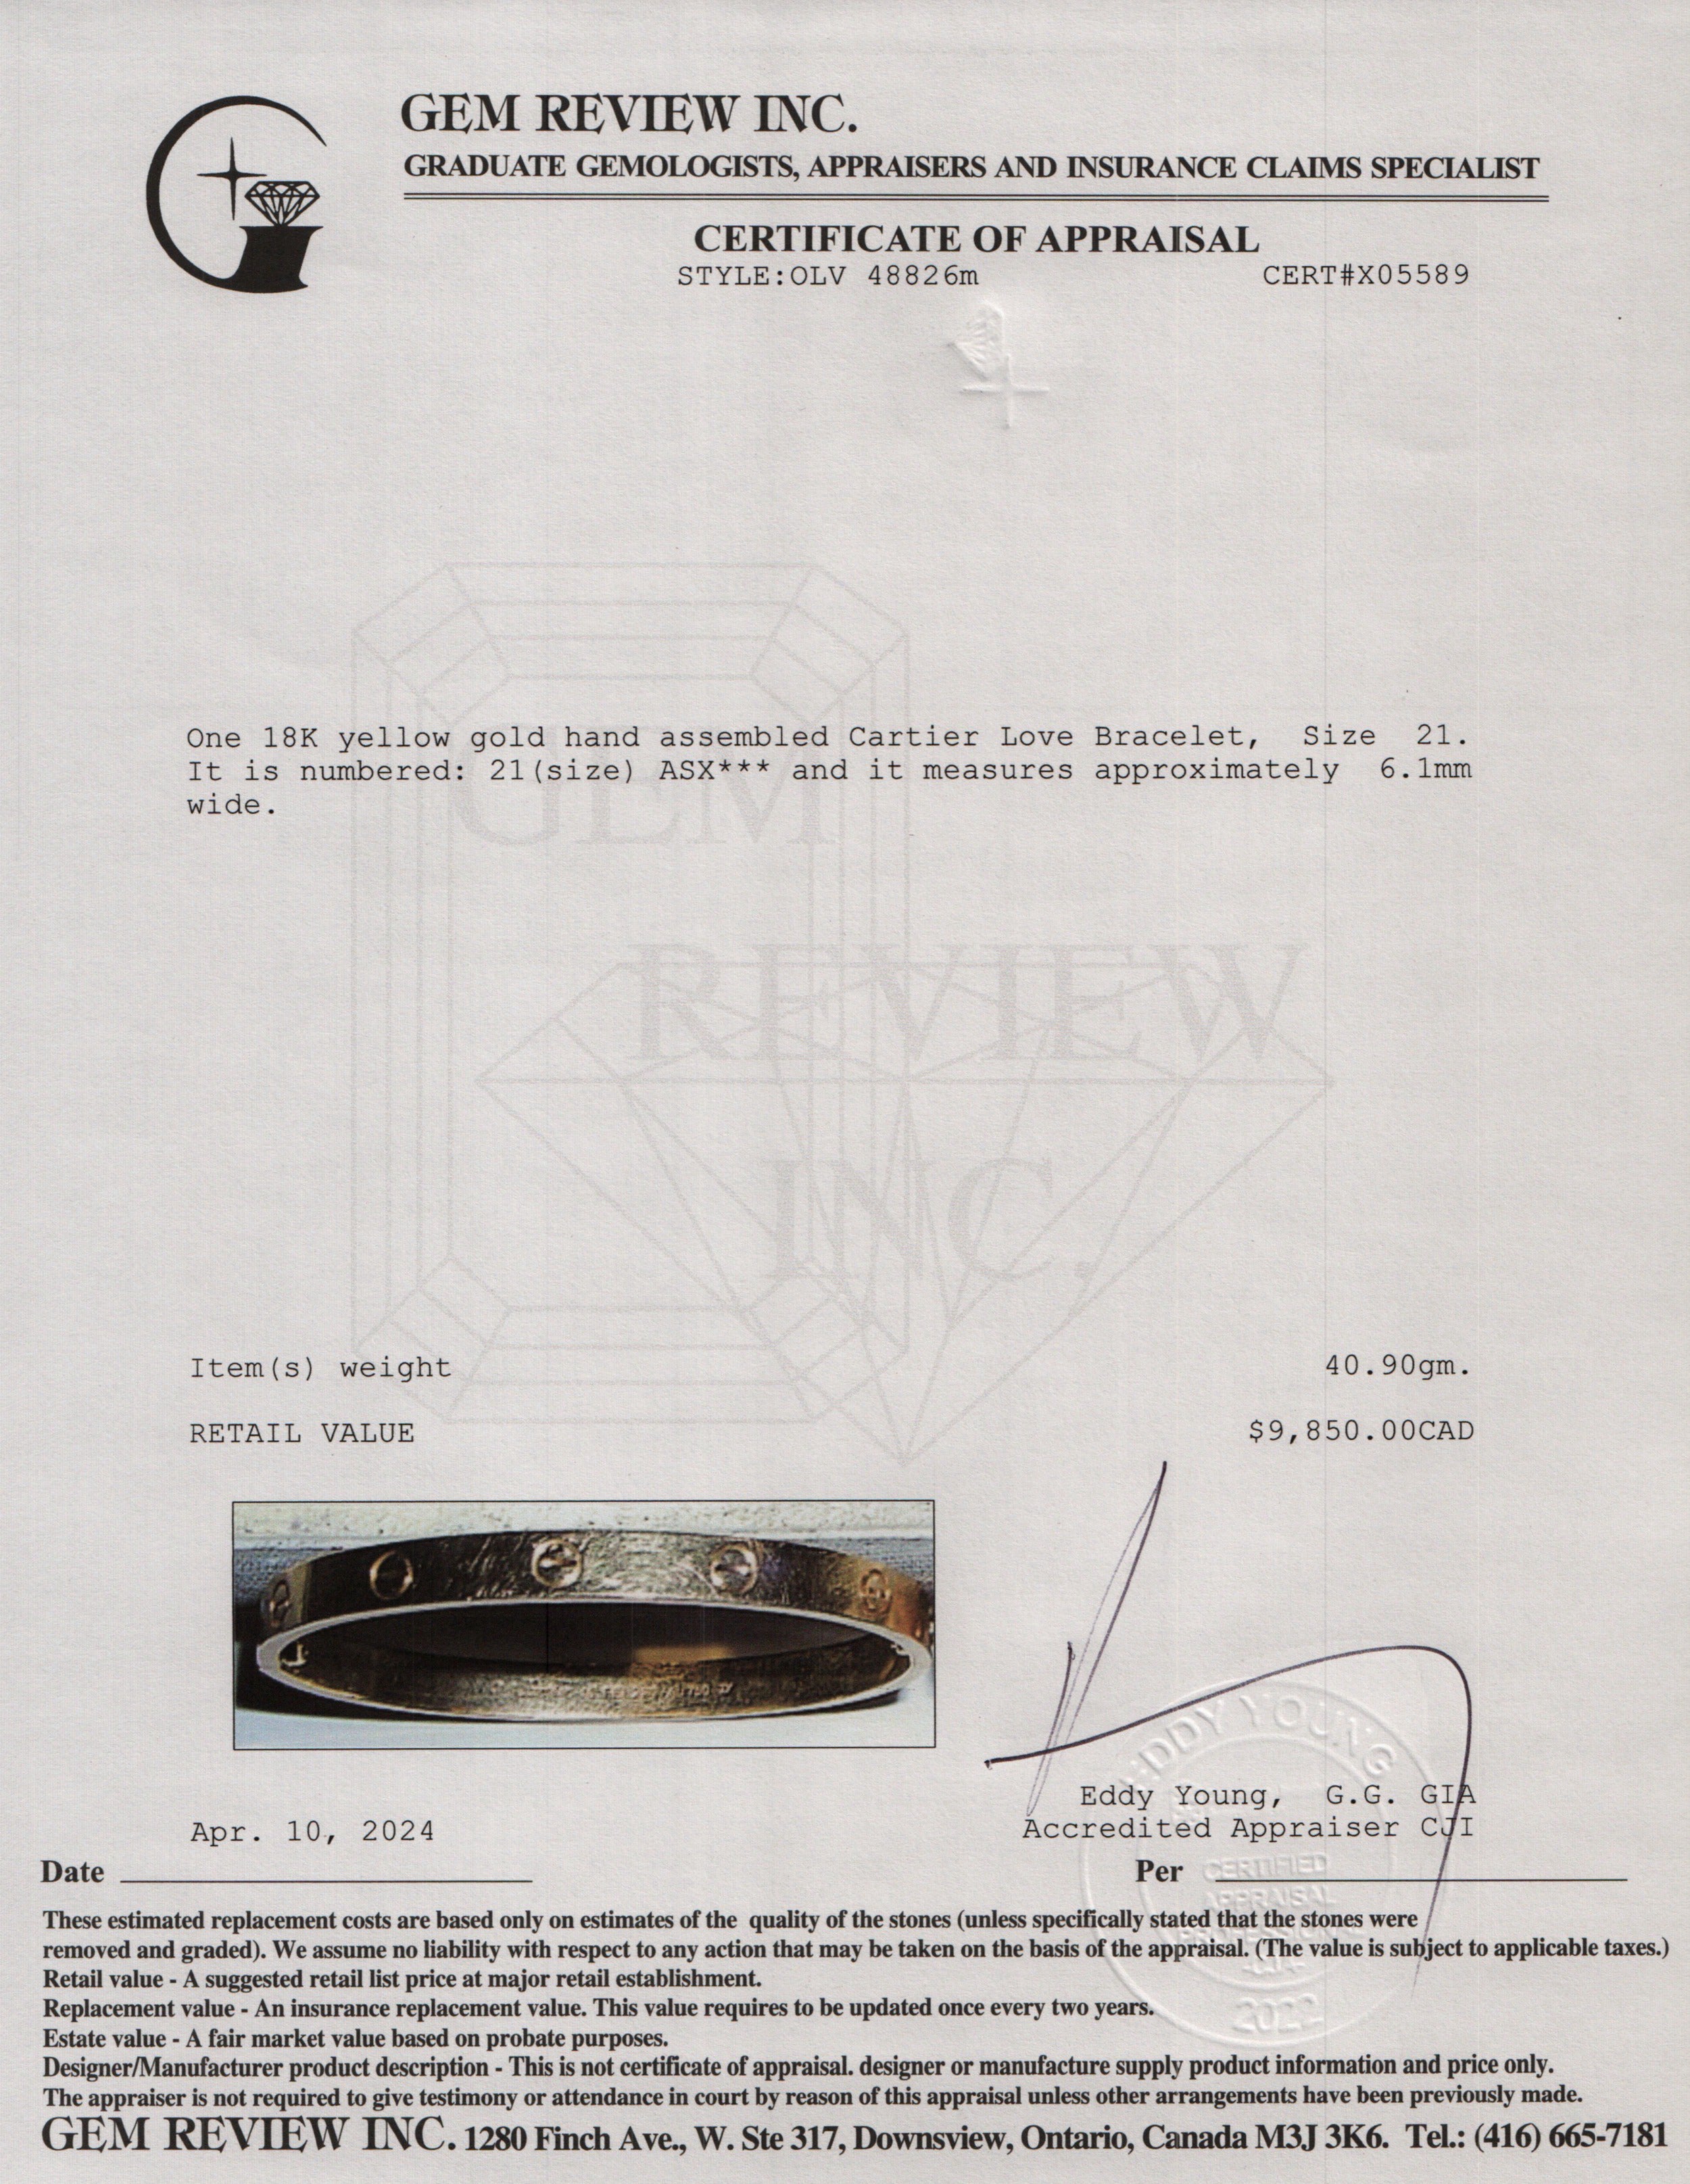 GEM REVIEW INC.
GRADUATE GEMOLOGISTS, APPRAISERS AND INSURANCE CLAIMS SPECIALIST
CERTIFICATE OF APPRAISAL
STYLE:OLV 48826m CERT#X05589
One 18K yellow gold hand assembled Cartier Love Bracelet, Size 21.
It is numbered: 21(size) ASX*** and it measures approximately 6.1mm
wide.
GEM
REVIEW
INC.
Item(s) weight 40.90gm.
RETAIL VALUE $9,850.00CAD
750
EDDY YOUNG
Eddy Young, G.G. GIA
Apr. 10, 2024 Accredited Appraiser CJI
Date Per
CERTIFIED
APPRAISAL
PROFESSIONAL
2022
These estimated replacement costs are based only on estimates of the quality of the stones (unless specifically stated that the stones were
removed and graded). We assume no liability with respect to any action that may be taken on the basis of the appraisal. (The value is subject to applicable taxes.)
Retail value - A suggested retail list price at major retail establishment.
Replacement value - An insurance replacement value. This value requires to be updated once every two years.
Estate value - A fair market value based on probate purposes.
Designer/Manufacturer product description - This is not certificate of appraisal. designer or manufacture supply product information and price only.
The appraiser is not required to give testimony or attendance in court by reason of this appraisal unless other arrangements have been previously made.
GEM REVIEW INC. 1280 Finch Ave., W. Ste 317, Downsview, Ontario, Canada M3J 3K6. Tel.: (416) 665-7181